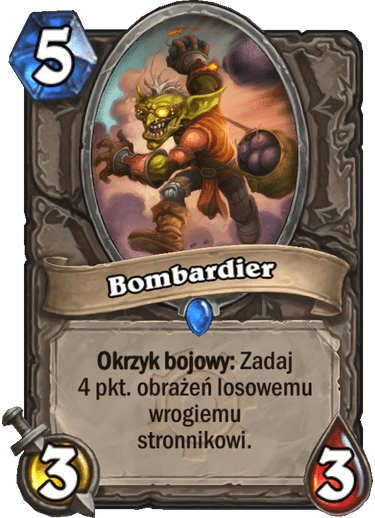 5
Bombardier
Okrzyk bojowy: Zadaj
4 pkt. obrażeń losowemu
wrogiemu
stronnikowi.
3
3